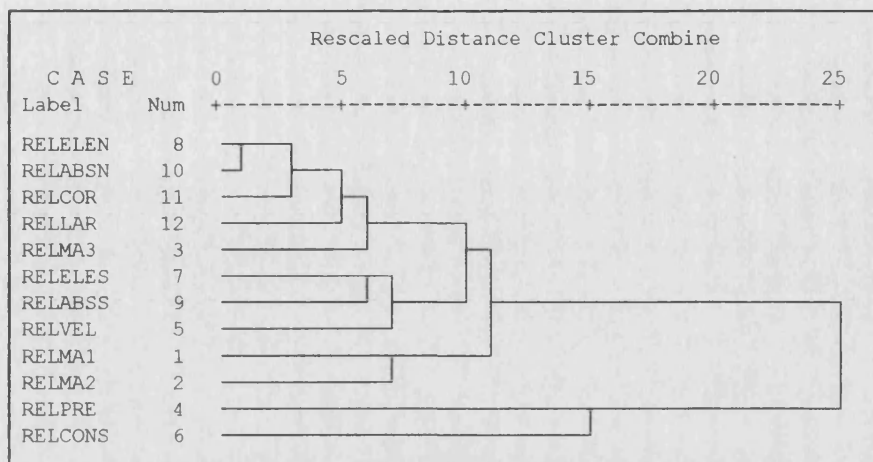 Rescaled Distance Cluster Combine
C A S E 0 5 10 15 20 25
Label Num +---------+---------+---------+---------+---------+
RELELEN 8
RELABSN 10
RELCOR 11
RELLAR 12
RELMA3 3
RELELES 7
RELABSS 9
RELVEL 5
RELMA1 1
RELMA2 2
RELPRE 4
RELCONS 6